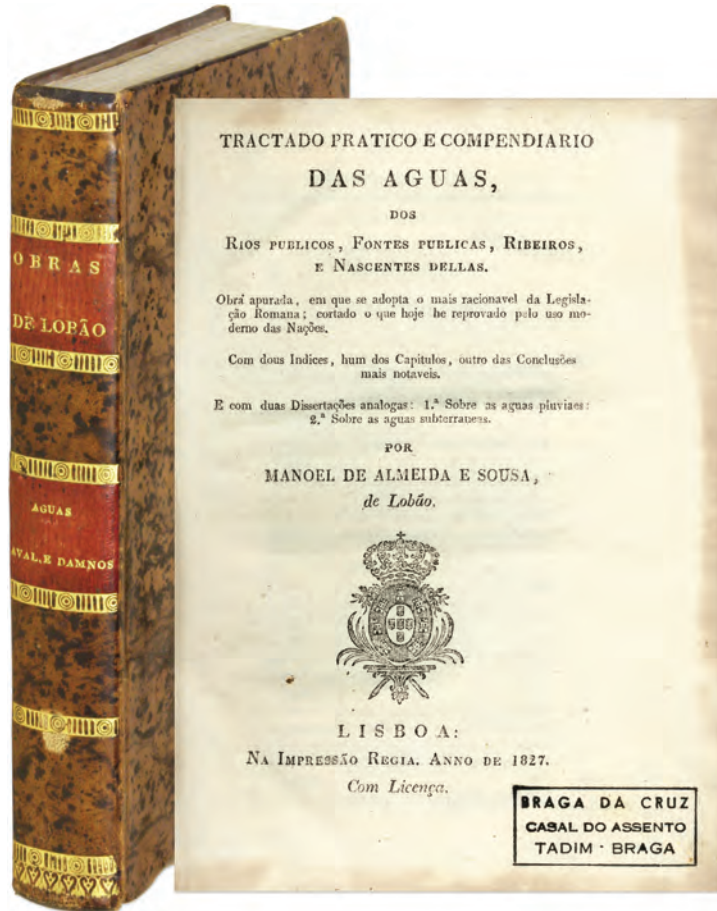 OBRAS
DE LOBÃO
AGUAS
AVAL. E DAMNOS
TRACTADO PRATICO E COMPENDIARIO
DAS AGUAS,
DOS
RIOS PUBLICOS, FONTES PUBLICAS, RIBEIROS,
E NASCENTES DELLAS.
Obra apurada, em que se adopta o mais racionavel da Legisla-
ção Romana; cortado o que hoje he reprovado pelo uso mo-
derno das Nações.
Com dous Indices, hum dos Capitulos, outro das Conclusões
mais notaveis.
E com duas Dissertações analogas: 1.ª Sobre as aguas pluviaes:
2.ª Sobre as aguas subterraneas.
POR
MANOEL DE ALMEIDA E SOUSA,
de Lobão.
LISBOA:
NA IMPRESSÃO REGIA. ANNO DE 1827.
Com Licença.
BRAGA DA CRUZ
CASAL DO ASSENTO
TADIM · BRAGA